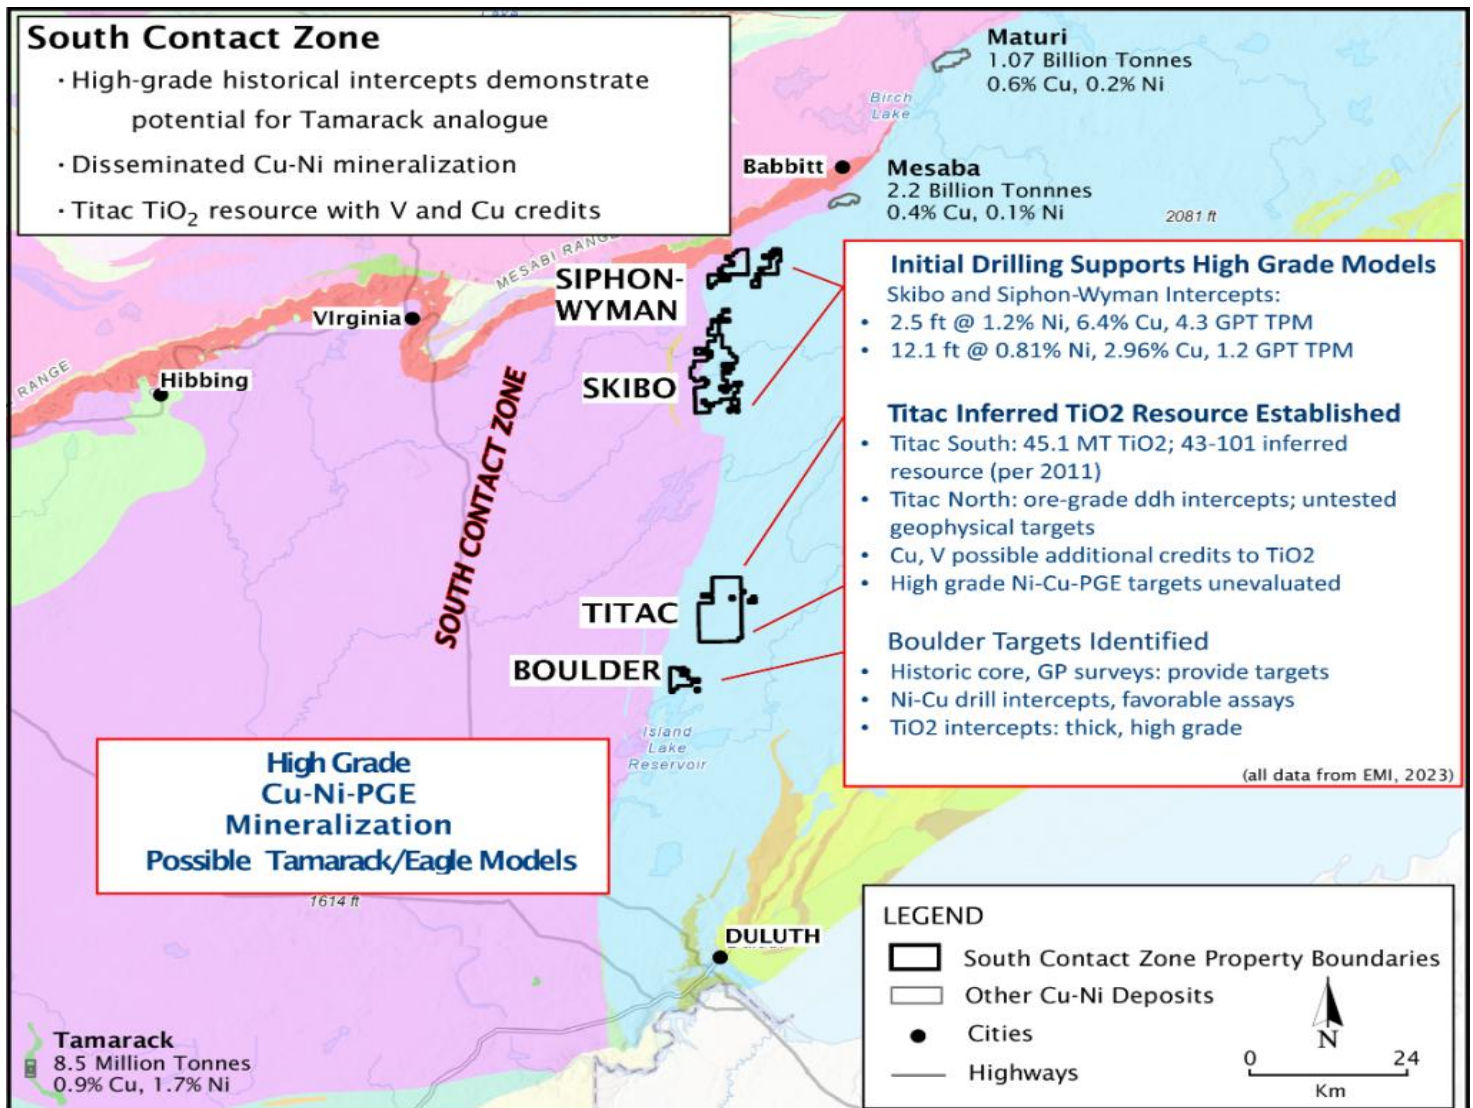 South Contact Zone
· High-grade historical intercepts demonstrate
potential for Tamarack analogue
· Disseminated Cu-Ni mineralization
· Titac TiO2 resource with V and Cu credits
Maturi
1.07 Billion Tonnes
0.6% Cu, 0.2% Ni
Birch
Lake
Babbitt
Mesaba
2.2 Billion Tonnnes
0.4% Cu, 0.1% Ni
2081 ft
MESABI RANGE
SIPHON-
WYMAN
VIrginia
RANGE
Hibbing
SKIBO
SOUTH CONTACT ZONE
TITAC
BOULDER
Island
Lake
Reservoir
Initial Drilling Supports High Grade Models
Skibo and Siphon-Wyman Intercepts:
• 2.5 ft @ 1.2% Ni, 6.4% Cu, 4.3 GPT TPM
• 12.1 ft @ 0.81% Ni, 2.96% Cu, 1.2 GPT TPM
Titac Inferred TiO2 Resource Established
• Titac South: 45.1 MT TiO2; 43-101 inferred
resource (per 2011)
• Titac North: ore-grade ddh intercepts; untested
geophysical targets
• Cu, V possible additional credits to TiO2
• High grade Ni-Cu-PGE targets unevaluated
Boulder Targets Identified
• Historic core, GP surveys: provide targets
• Ni-Cu drill intercepts, favorable assays
• TiO2 intercepts: thick, high grade
(all data from EMI, 2023)
High Grade
Cu-Ni-PGE
Mineralization
Possible Tamarack/Eagle Models
1614 ft
DULUTH
Tamarack
8.5 Million Tonnes
0.9% Cu, 1.7% Ni
LEGEND
South Contact Zone Property Boundaries
Other Cu-Ni Deposits
Cities
Highways
N
0 24
Km